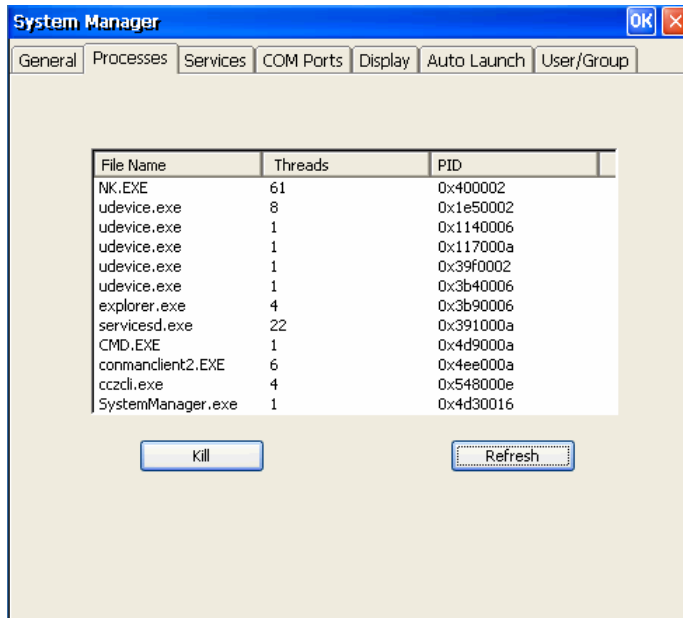 System Manager OK
General Processes Services COM Ports Display Auto Launch User/Group
File Name Threads PID
NK.EXE 61 0x400002
udevice.exe 8 0x1e50002
udevice.exe 1 0x1140006
udevice.exe 1 0x117000a
udevice.exe 1 0x39f0002
udevice.exe 1 0x3b40006
explorer.exe 4 0x3b90006
servicesd.exe 22 0x391000a
CMD.EXE 1 0x4d9000a
conmanclient2.EXE 6 0x4ee000a
cczcli.exe 4 0x548000e
SystemManager.exe 1 0x4d30016
Kill Refresh